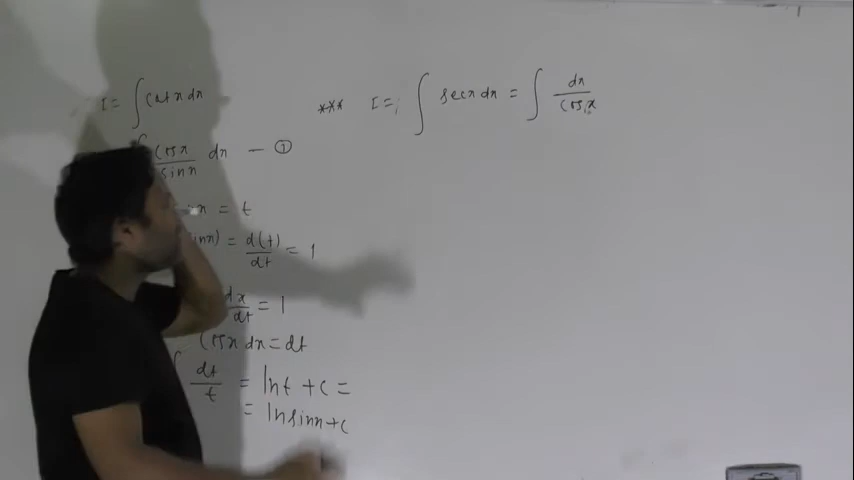 I = ∫ cot x dx
cos x / sin x dx — ①
x = t
sin x) = d(t)/dt = 1
dx/dt = 1
cos x dx = dt
dt/t = ln t + c =
= ln sin x + c
*** I = ∫ sec x dx = ∫ dx / cos x